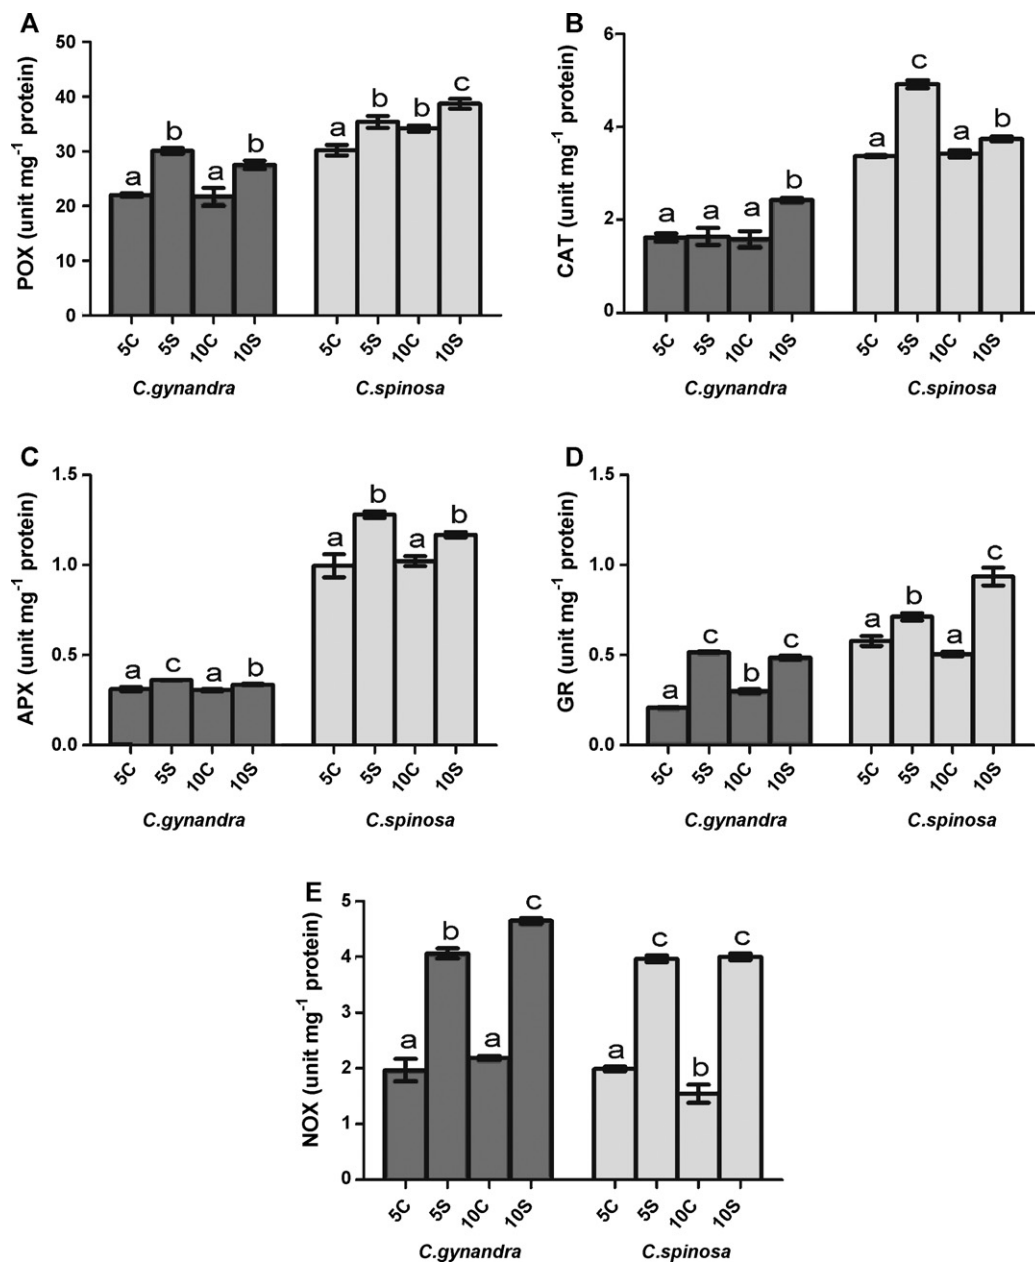 A
POX (unit mg⁻¹ protein)
50
40
30
20
10
0
a
b
a
b
a
b
b
c
5C
5S
10C
10S
5C
5S
10C
10S
C.gynandra
C.spinosa
B
CAT (unit mg⁻¹ protein)
6
4
2
0
a
a
a
b
a
c
a
b
5C
5S
10C
10S
5C
5S
10C
10S
C.gynandra
C.spinosa
C
APX (unit mg⁻¹ protein)
1.5
1.0
0.5
0.0
a
c
a
b
a
b
a
b
5C
5S
10C
10S
5C
5S
10C
10S
C.gynandra
C.spinosa
D
GR (unit mg⁻¹ protein)
1.5
1.0
0.5
0.0
a
c
b
c
a
b
a
c
5C
5S
10C
10S
5C
5S
10C
10S
C.gynandra
C.spinosa
E
NOX (unit mg⁻¹ protein)
5
4
3
2
1
0
a
b
a
c
a
c
b
c
5C
5S
10C
10S
5C
5S
10C
10S
C.gynandra
C.spinosa